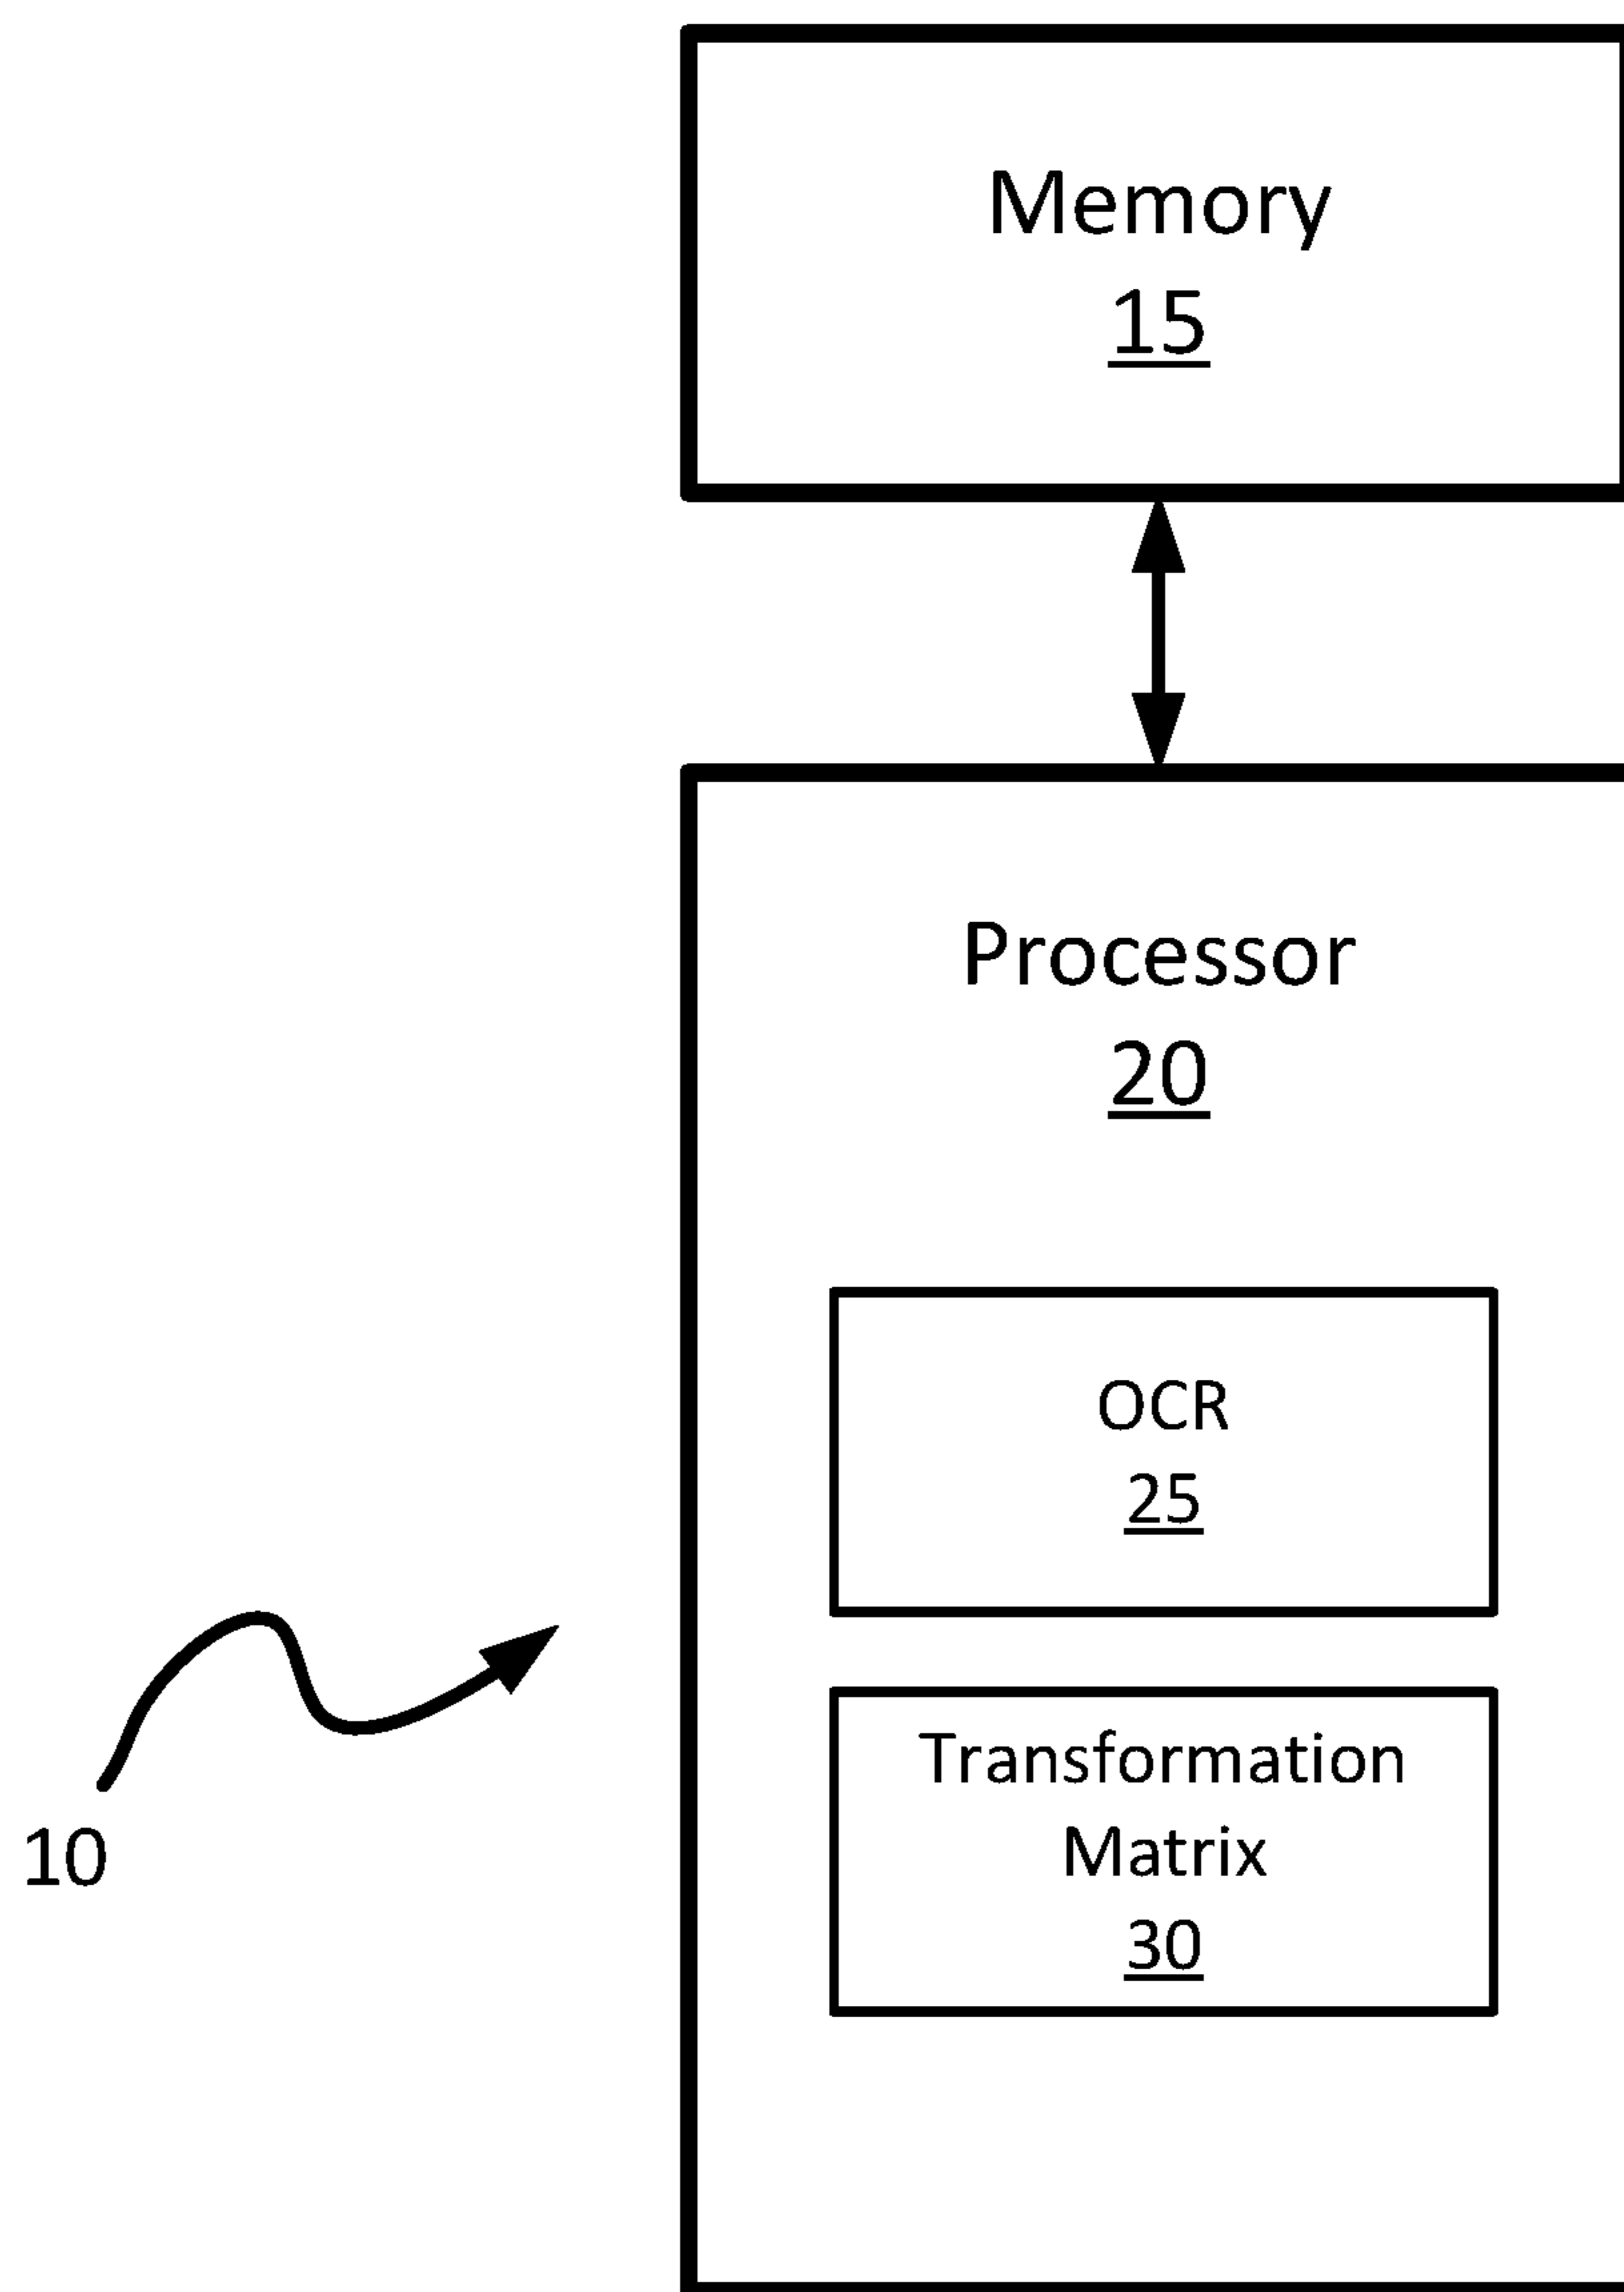 Memory
15
Processor
20
OCR
25
Transformation
Matrix
30
10